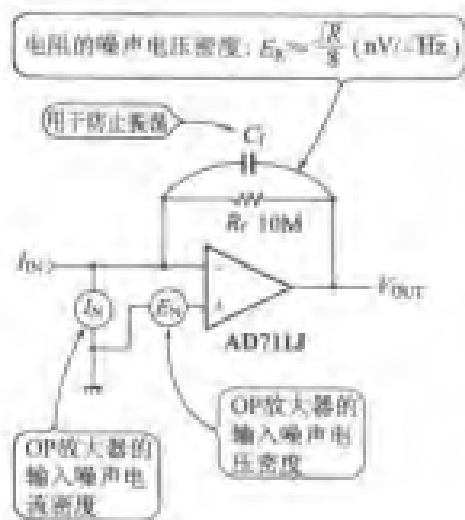 电阻的噪声电压密度: E_R≈√R/8 (nV/√Hz)
用于防止振荡
C_f
R_f 10M
I_IN
I_N
E_N
-
+
V_OUT
AD711J
OP放大器的
输入噪声电
压密度
OP放大器的
输入噪声电
流密度